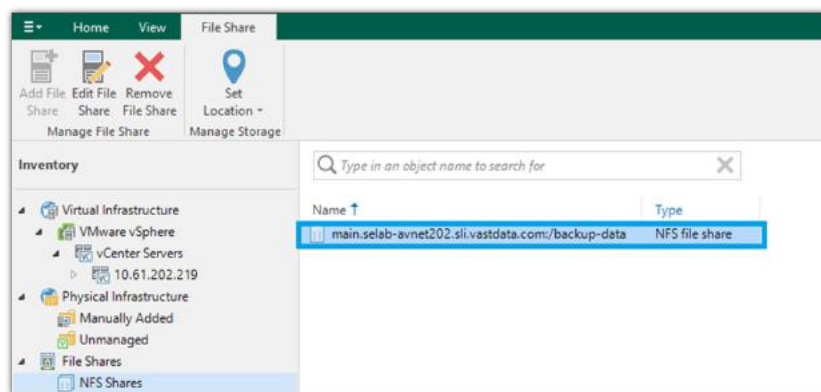 Home View File Share
Add File Share
Edit File Share
Remove File Share
Set Location
Manage File Share
Manage Storage
Inventory
Type in an object name to search for
Name Type
main.selab-avnet202.sli.vastdata.com:/backup-data NFS file share
Virtual Infrastructure
VMware vSphere
vCenter Servers
10.61.202.219
Physical Infrastructure
Manually Added
Unmanaged
File Shares
NFS Shares